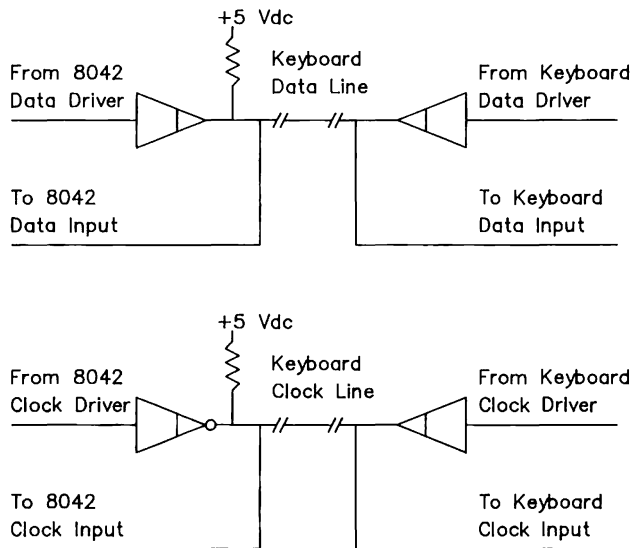 +5 Vdc
From 8042
Data Driver
Keyboard
Data Line
From Keyboard
Data Driver
To 8042
Data Input
To Keyboard
Data Input
+5 Vdc
From 8042
Clock Driver
Keyboard
Clock Line
From Keyboard
Clock Driver
To 8042
Clock Input
To Keyboard
Clock Input